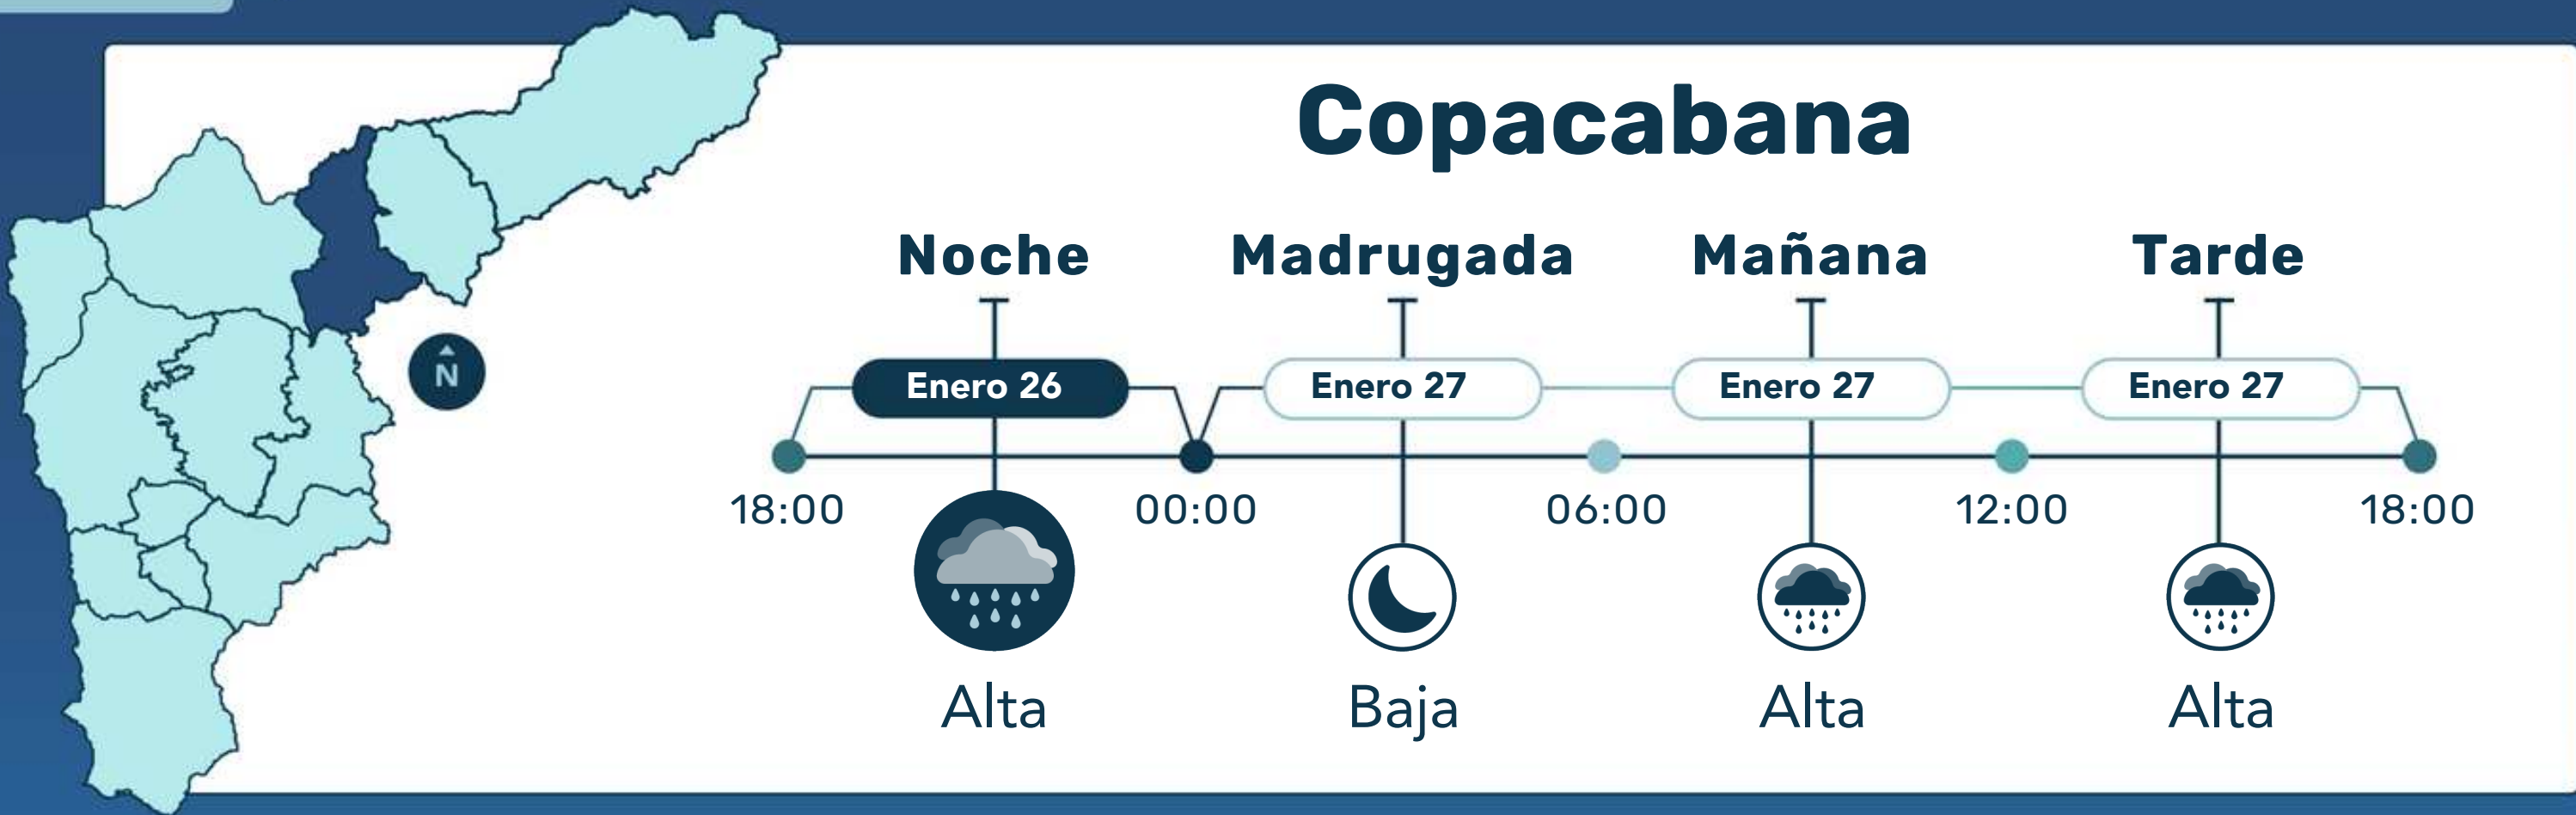 Copacabana
Noche Madrugada Mañana Tarde
Enero 26 Enero 27 Enero 27 Enero 27
N
18:00 00:00 06:00 12:00 18:00
Alta Baja Alta Alta